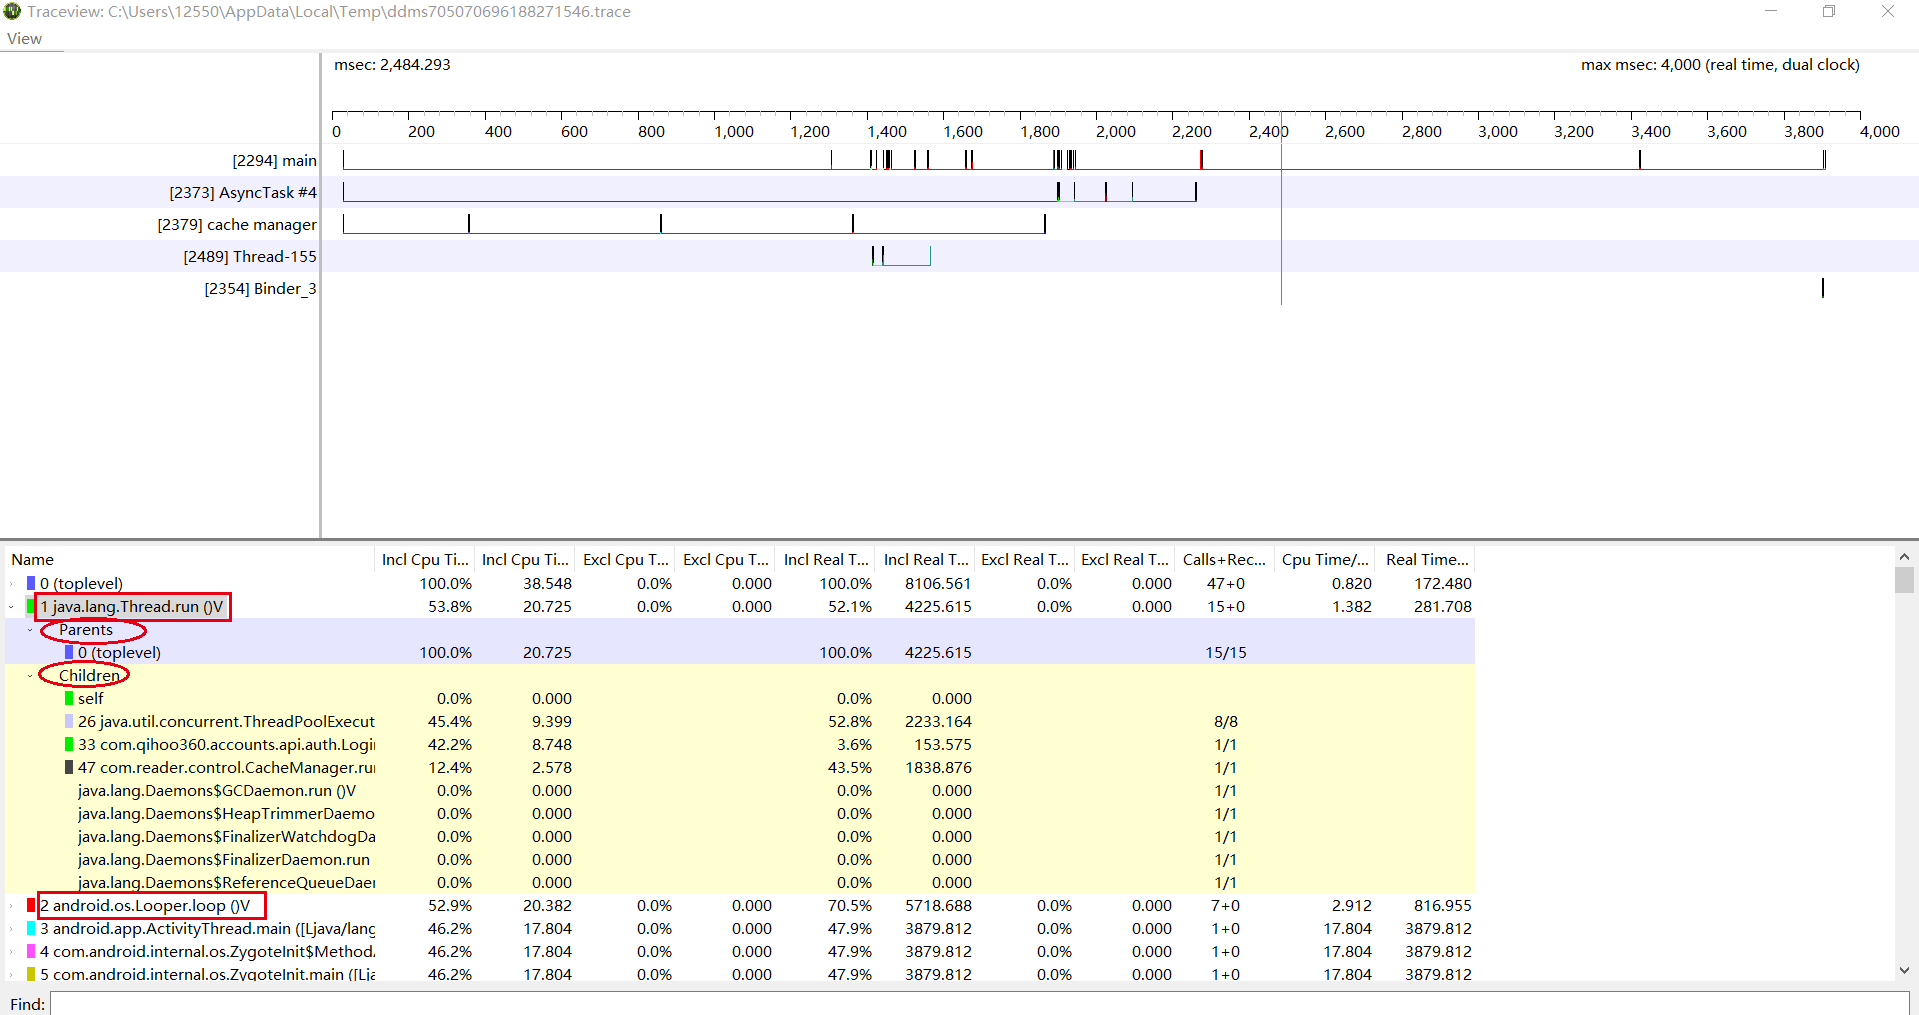 Traceview: C:\Users\12550\AppData\Local\Temp\ddms705070696188271546.trace
View
msec: 2,484.293 max msec: 4,000 (real time, dual clock)
0 200 400 600 800 1,000 1,200 1,400 1,600 1,800 2,000 2,200 2,400 2,600 2,800 3,000 3,200 3,400 3,600 3,800 4,000
[2294] main
[2373] AsyncTask #4
[2379] cache manager
[2489] Thread-155
[2354] Binder_3
Name Incl Cpu Ti... Incl Cpu Ti... Excl Cpu T... Excl Cpu T... Incl Real T... Incl Real T... Excl Real T... Excl Real T... Calls+Rec... Cpu Time/... Real Time...
0 (toplevel) 100.0% 38.548 0.0% 0.000 100.0% 8106.561 0.0% 0.000 47+0 0.820 172.480
1 java.lang.Thread.run ()V 53.8% 20.725 0.0% 0.000 52.1% 4225.615 0.0% 0.000 15+0 1.382 281.708
Parents
0 (toplevel) 100.0% 20.725 100.0% 4225.615 15/15
Children
self 0.0% 0.000 0.0% 0.000
26 java.util.concurrent.ThreadPoolExecut 45.4% 9.399 52.8% 2233.164 8/8
33 com.qihoo360.accounts.api.auth.Logi 42.2% 8.748 3.6% 153.575 1/1
47 com.reader.control.CacheManager.ru 12.4% 2.578 43.5% 1838.876 1/1
java.lang.Daemons$GCDaemon.run ()V 0.0% 0.000 0.0% 0.000 1/1
java.lang.Daemons$HeapTrimmerDaemo 0.0% 0.000 0.0% 0.000 1/1
java.lang.Daemons$FinalizerWatchdogDa 0.0% 0.000 0.0% 0.000 1/1
java.lang.Daemons$FinalizerDaemon.run 0.0% 0.000 0.0% 0.000 1/1
java.lang.Daemons$ReferenceQueueDae 0.0% 0.000 0.0% 0.000 1/1
2 android.os.Looper.loop ()V 52.9% 20.382 0.0% 0.000 70.5% 5718.688 0.0% 0.000 7+0 2.912 816.955
3 android.app.ActivityThread.main ([Ljava/lang 46.2% 17.804 0.0% 0.000 47.9% 3879.812 0.0% 0.000 1+0 17.804 3879.812
4 com.android.internal.os.ZygoteInit$Method 46.2% 17.804 0.0% 0.000 47.9% 3879.812 0.0% 0.000 1+0 17.804 3879.812
5 com.android.internal.os.ZygoteInit.main ([Lja 46.2% 17.804 0.0% 0.000 47.9% 3879.812 0.0% 0.000 1+0 17.804 3879.812
Find: